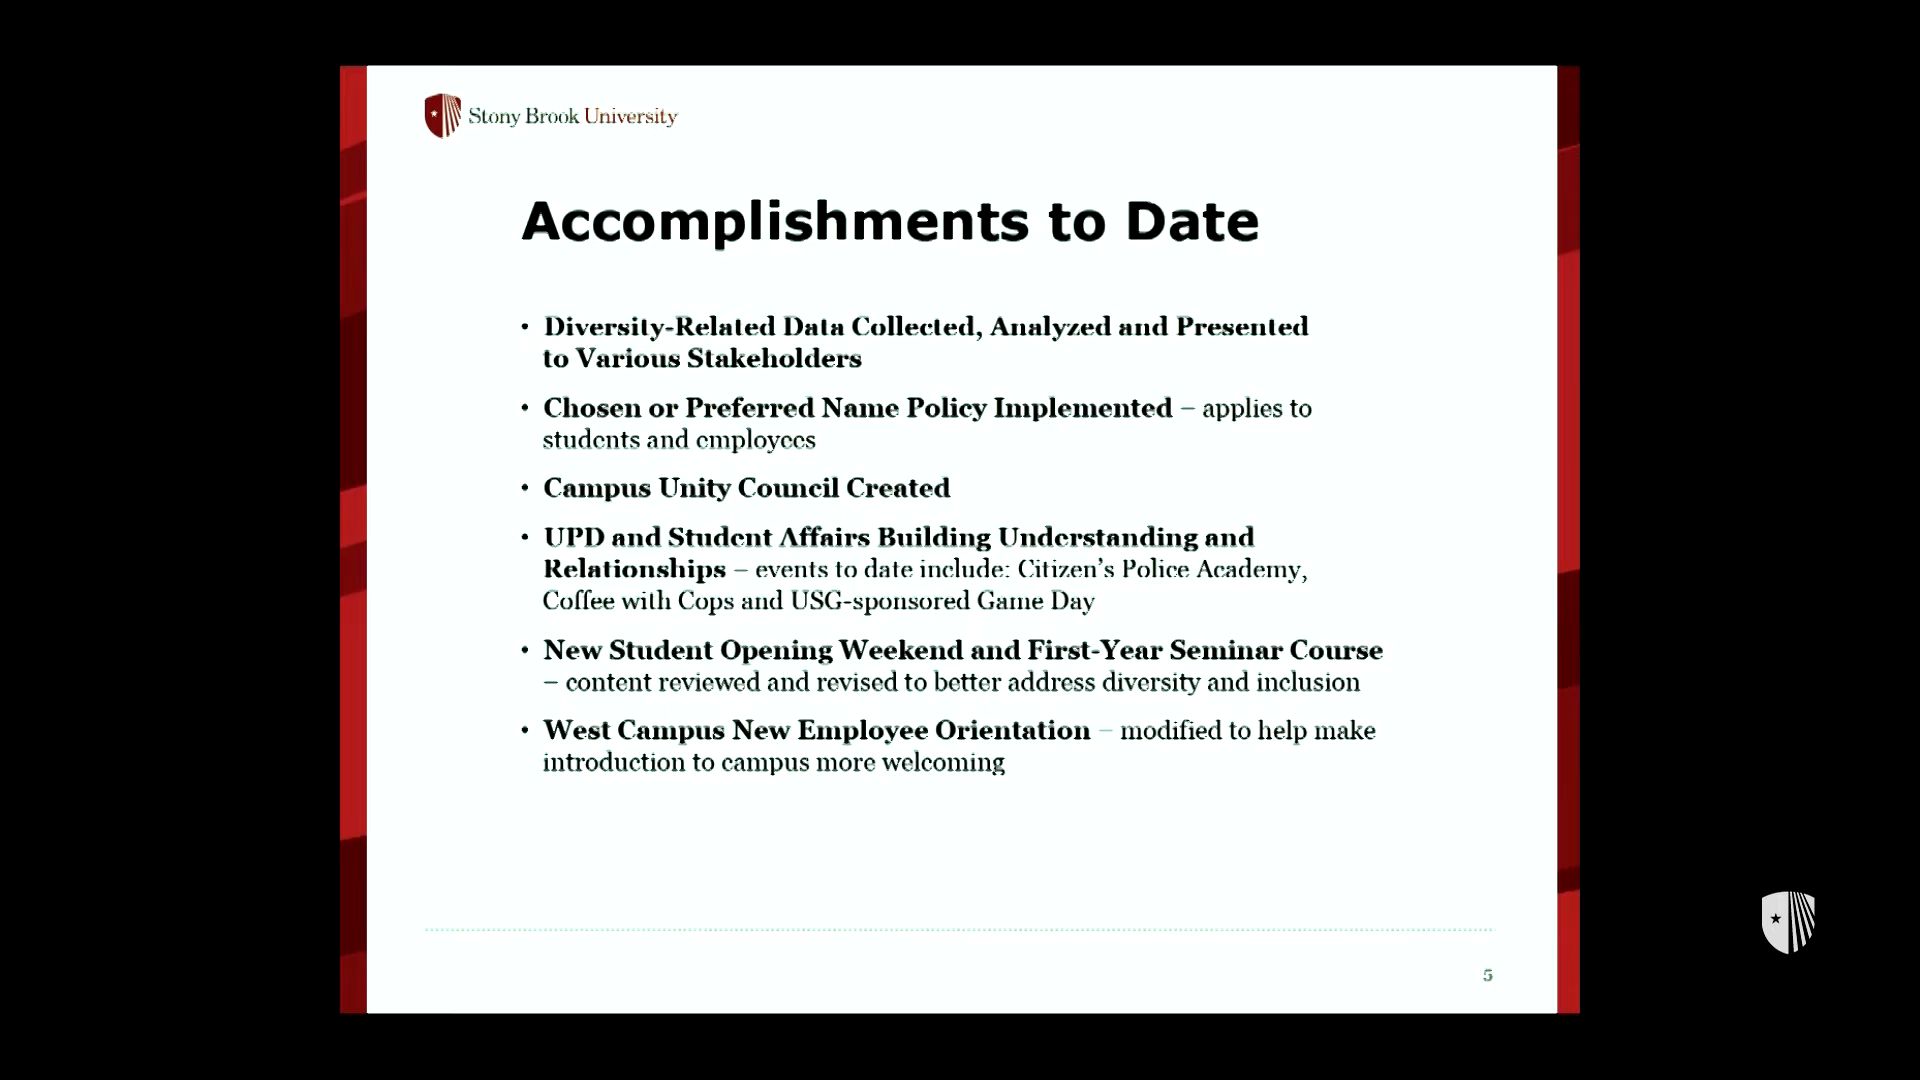 Stony Brook University
Accomplishments to Date
• Diversity-Related Data Collected, Analyzed and Presented
to Various Stakeholders
• Chosen or Preferred Name Policy Implemented – applies to
students and employees
• Campus Unity Council Created
• UPD and Student Affairs Building Understanding and
Relationships – events to date include: Citizen's Police Academy,
Coffee with Cops and USG-sponsored Game Day
• New Student Opening Weekend and First-Year Seminar Course
– content reviewed and revised to better address diversity and inclusion
• West Campus New Employee Orientation – modified to help make
introduction to campus more welcoming
5